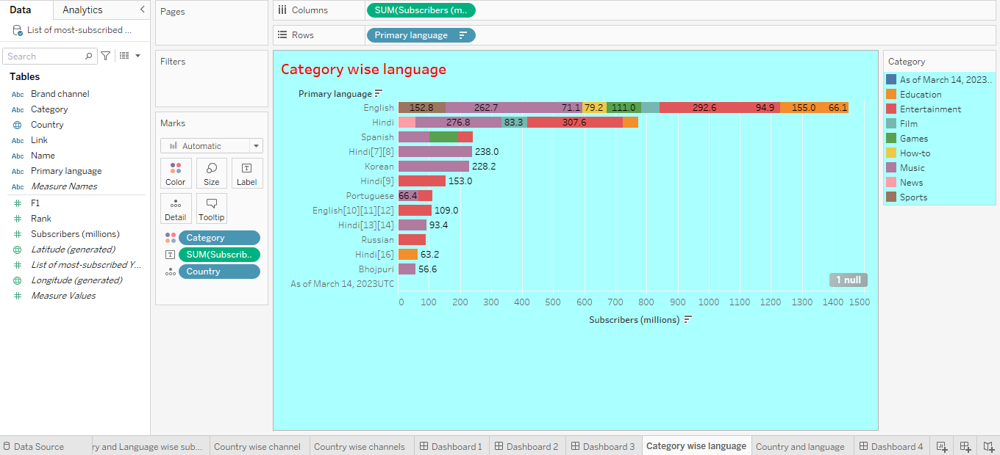 Data
Analytics
List of most-subscribed ...
Search
Tables
Abc Brand channel
Abc Category
Country
Abc Link
Abc Name
Abc Primary language
Abc Measure Names
F1
Rank
Subscribers (millions)
Latitude (generated)
List of most-subscribed Y...
Longitude (generated)
Measure Values
Pages
Filters
Marks
Automatic
Color Size Label
Detail Tooltip
Category
SUM(Subscrib..
Country
Columns SUM(Subscribers (m..
Rows Primary language
Category wise language
Primary language
English 152.8 262.7 71.1 79.2 111.0 292.6 94.9 155.0 66.1
Hindi 276.8 83.3 307.6
Spanish
Hindi[7][8] 238.0
Korean 228.2
Hindi[9] 153.0
Portuguese 66.4
English[10][11][12] 109.0
Hindi[13][14] 93.4
Russian
Hindi[16] 63.2
Bhojpuri 56.6
As of March 14, 2023UTC
1 null
0 100 200 300 400 500 600 700 800 900 1000 1100 1200 1300 1400 1500
Subscribers (millions)
Category
As of March 14, 2023..
Education
Entertainment
Film
Games
How-to
Music
News
Sports
Data Source
ry and Language wise sub...
Country wise channel
Country wise channels
Dashboard 1
Dashboard 2
Dashboard 3
Category wise language
Country and language
Dashboard 4